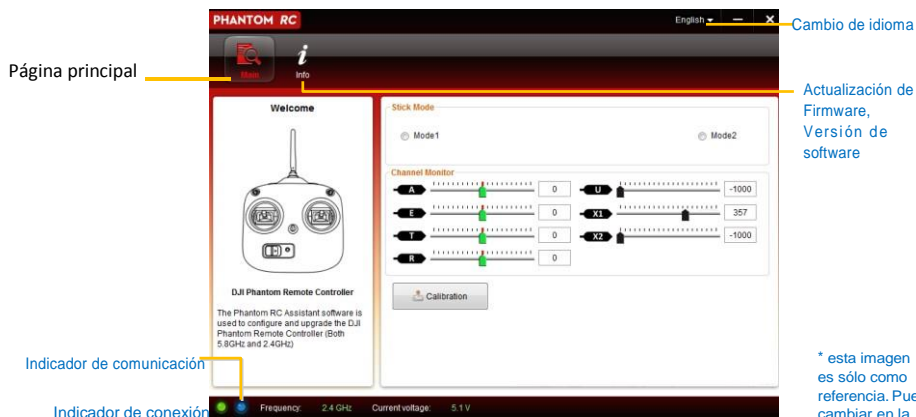 PHANTOM RC
English
Cambio de idioma
Main
Info
Página principal
Actualización de
Firmware,
Versión de
software
Welcome
DJI Phantom Remote Controller
The Phantom RC Assistant software is
used to configure and upgrade the DJI
Phantom Remote Controller (Both
5.8GHz and 2.4GHz)
Stick Mode
Mode1
Mode2
Channel Monitor
A 0
U -1000
E 0
X1 357
T 0
X2 -1000
R 0
Calibration
Indicador de comunicación
Indicador de conexión
Frequency: 2.4 GHz Current voltage: 5.1 V
* esta imagen
es sólo como
referencia. Pue
cambiar en la